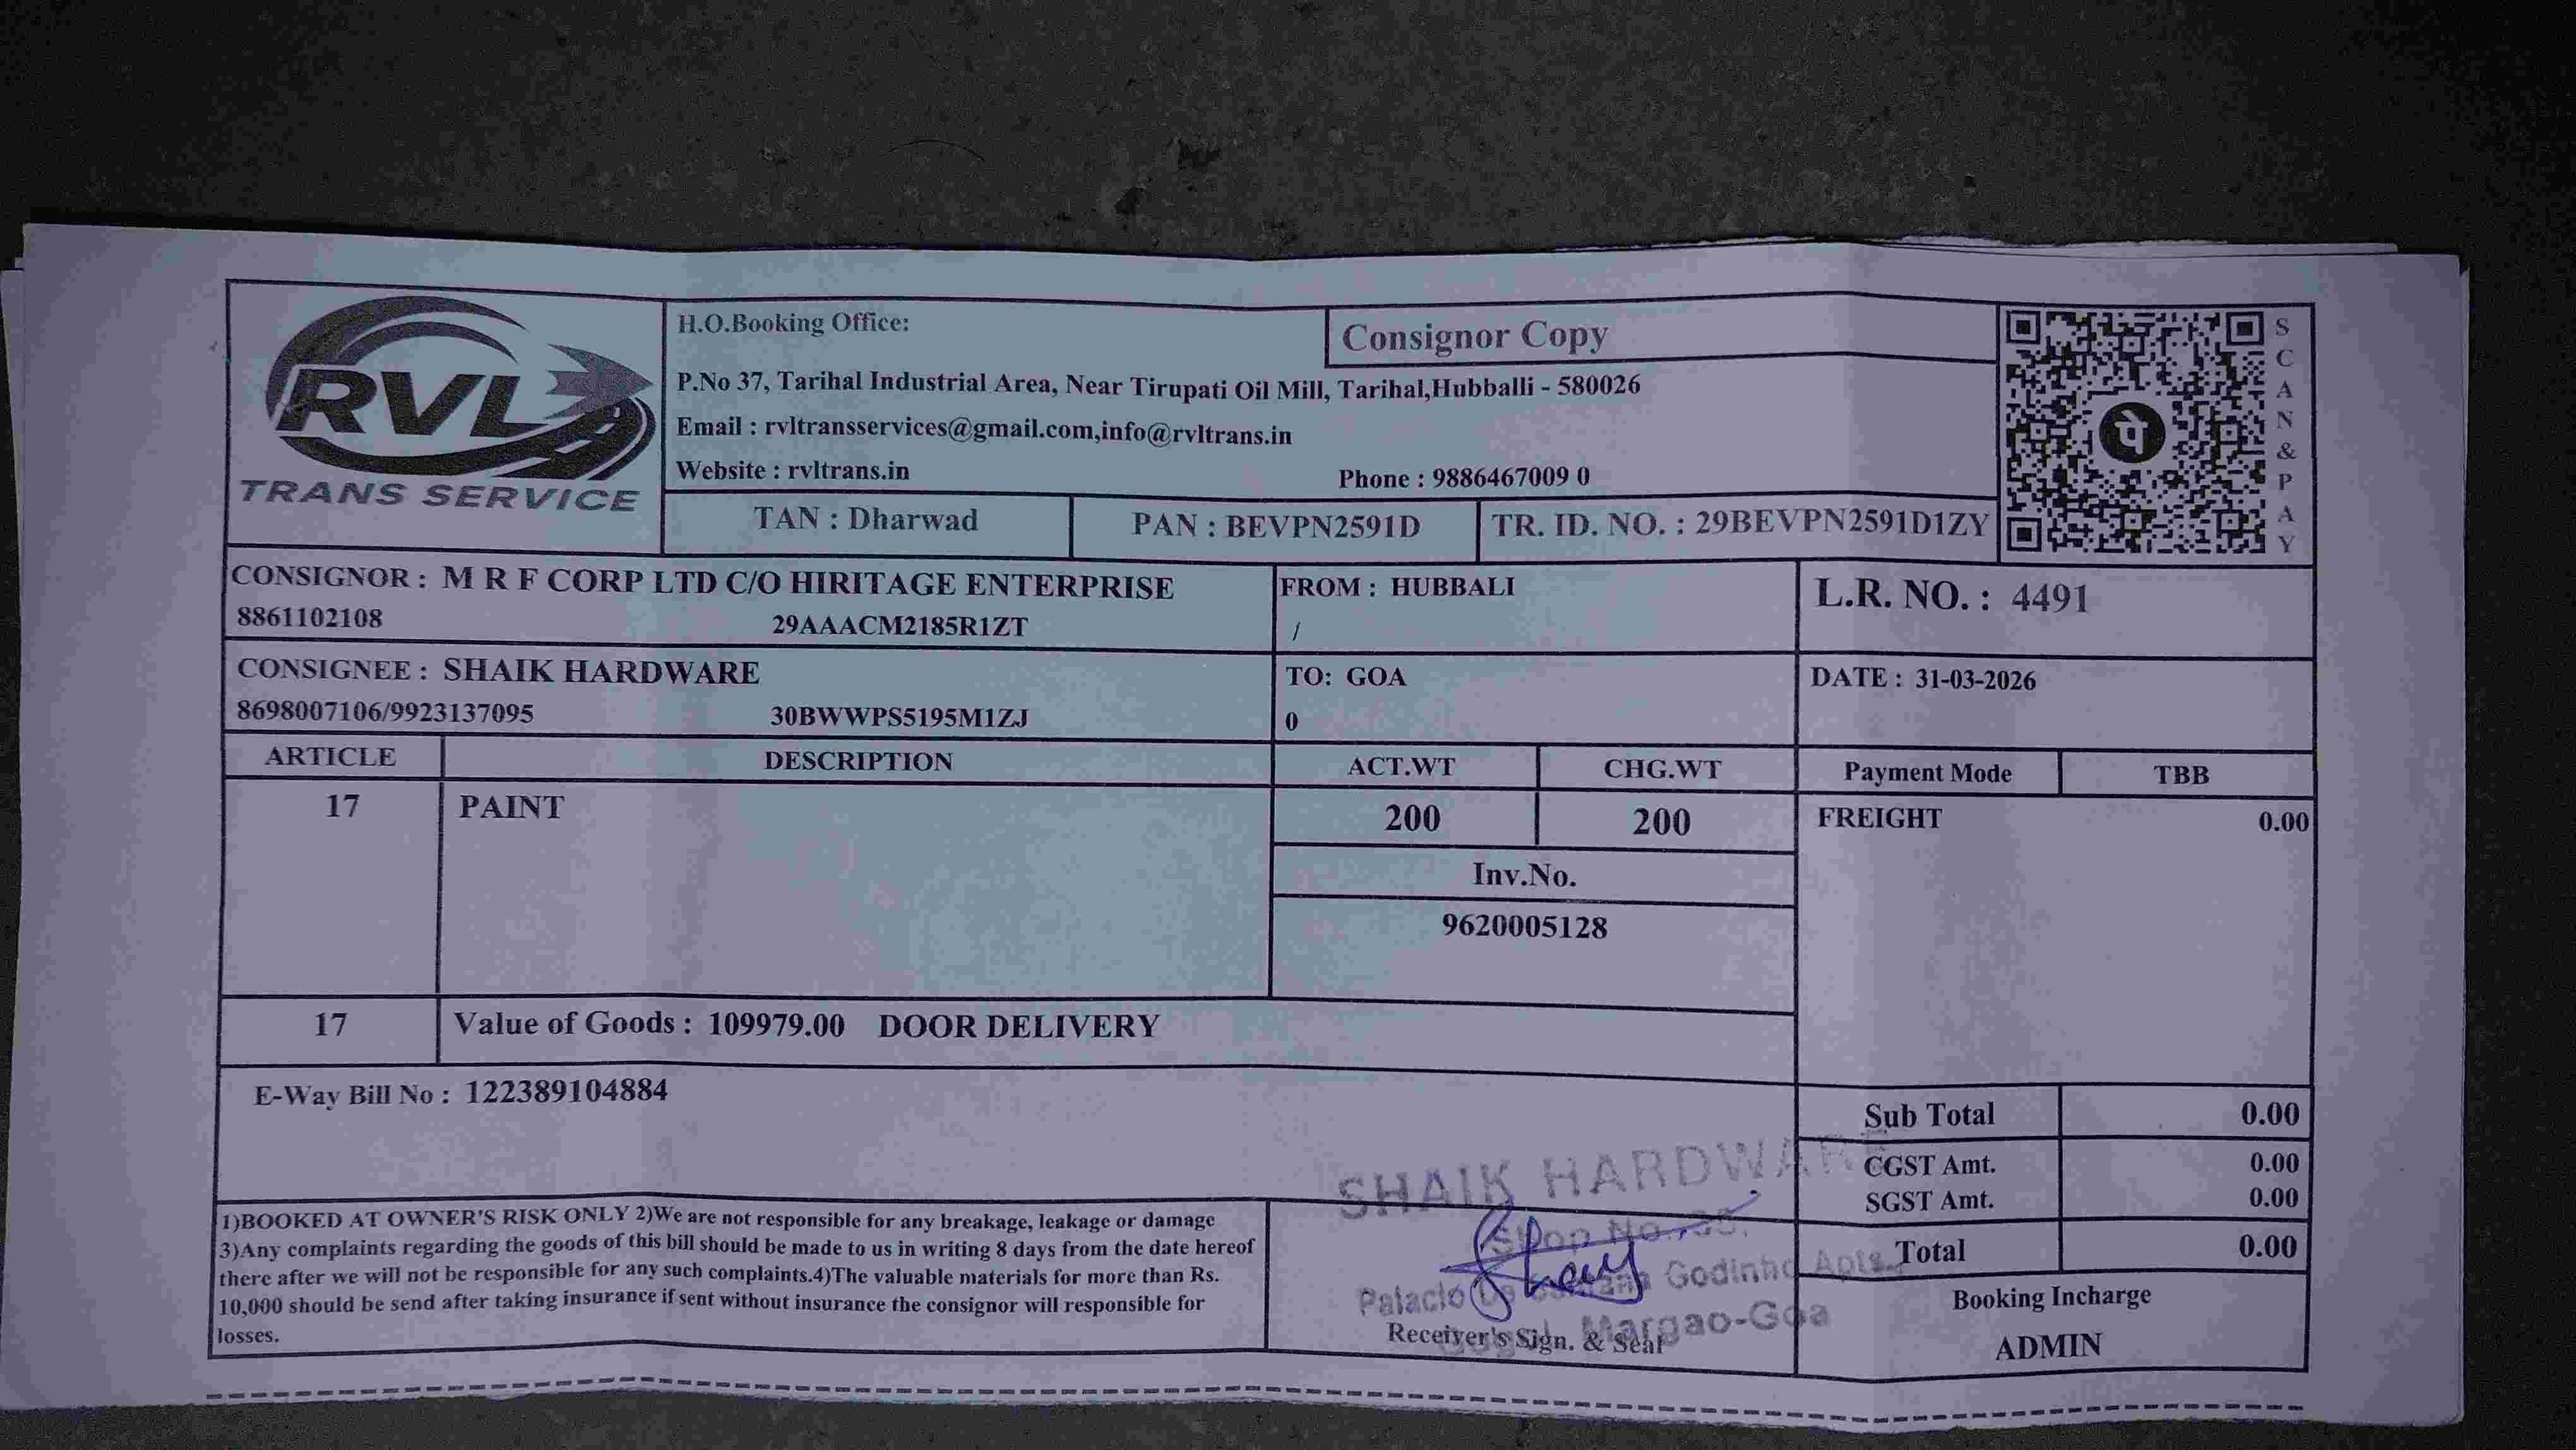 RVL
TRANS SERVICE
H.O.Booking Office:
Consignor Copy
P.No 37, Tarihal Industrial Area, Near Tirupati Oil Mill, Tarihal,Hubballi - 580026
Email : rvltransservices@gmail.com,info@rvltrans.in
Website : rvltrans.in Phone : 9886467009 0
TAN : Dharwad PAN : BEVPN2591D TR. ID. NO. : 29BEVPN2591D1ZY
SCAN&PAY
पे
CONSIGNOR : M R F CORP LTD C/O HIRITAGE ENTERPRISE
8861102108 29AAACM2185R1ZT
FROM : HUBBALI
/
L.R. NO. : 4491
CONSIGNEE : SHAIK HARDWARE
8698007106/9923137095 30BWWPS5195M1ZJ
TO: GOA
0
DATE : 31-03-2026
ARTICLE DESCRIPTION ACT.WT CHG.WT Payment Mode TBB
17 PAINT 200 200 FREIGHT 0.00
Inv.No.
9620005128
17 Value of Goods : 109979.00 DOOR DELIVERY
E-Way Bill No : 122389104884
Sub Total 0.00
CGST Amt. 0.00
SGST Amt. 0.00
Total 0.00
1)BOOKED AT OWNER'S RISK ONLY 2)We are not responsible for any breakage, leakage or damage
3)Any complaints regarding the goods of this bill should be made to us in writing 8 days from the date hereof
there after we will not be responsible for any such complaints.4)The valuable materials for more than Rs.
10,000 should be send after taking insurance if sent without insurance the consignor will responsible for
losses.
SHAIK HARDWARE
Shop No.
Palacio Godinho Apts.
Margao-Goa
Receiver's Sign. & Seal
Booking Incharge
ADMIN